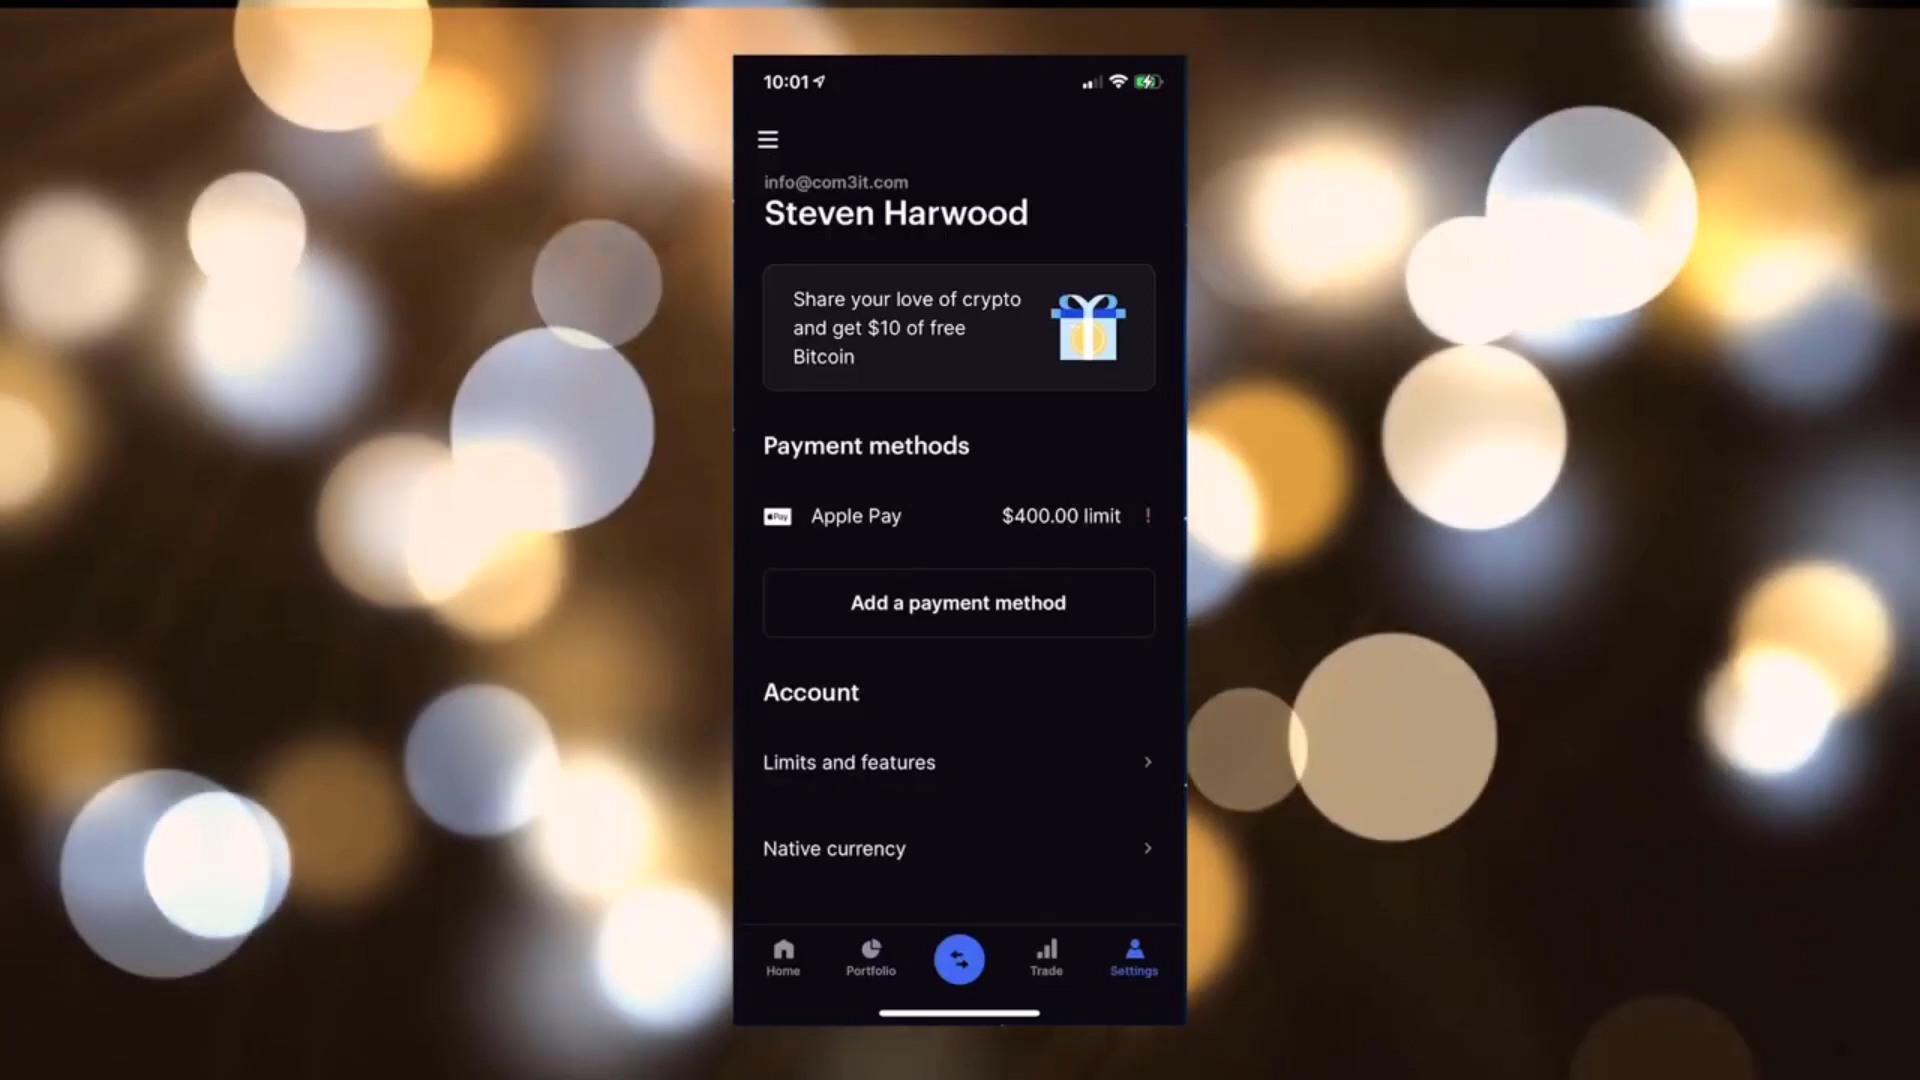 10:01
info@com3it.com
Steven Harwood
Share your love of crypto
and get $10 of free
Bitcoin
Payment methods
Pay Apple Pay $400.00 limit !
Add a payment method
Account
Limits and features
Native currency
Home Portfolio Trade Settings